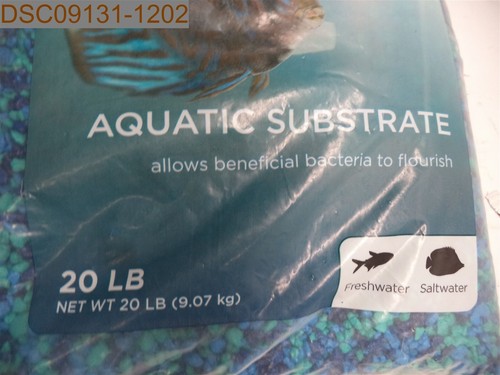 DSC09131-1202
AQUATIC SUBSTRATE
allows beneficial bacteria to flourish
20 LB
NET WT 20 LB (9.07 kg)
Freshwater Saltwater